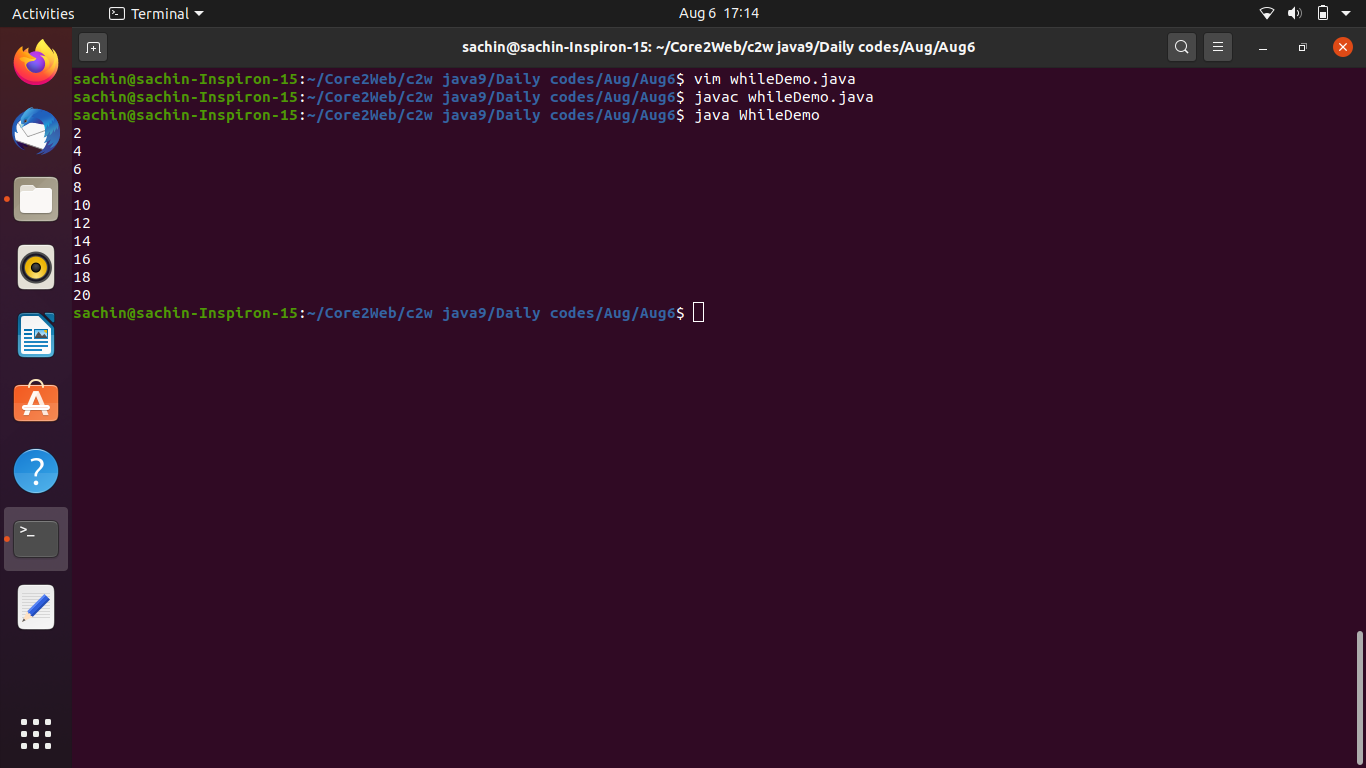 Activities
Terminal
Aug 6 17:14
sachin@sachin-Inspiron-15: ~/Core2Web/c2w java9/Daily codes/Aug/Aug6
sachin@sachin-Inspiron-15:~/Core2Web/c2w java9/Daily codes/Aug/Aug6$ vim whileDemo.java
sachin@sachin-Inspiron-15:~/Core2Web/c2w java9/Daily codes/Aug/Aug6$ javac whileDemo.java
sachin@sachin-Inspiron-15:~/Core2Web/c2w java9/Daily codes/Aug/Aug6$ java WhileDemo
2
4
6
8
10
12
14
16
18
20
sachin@sachin-Inspiron-15:~/Core2Web/c2w java9/Daily codes/Aug/Aug6$